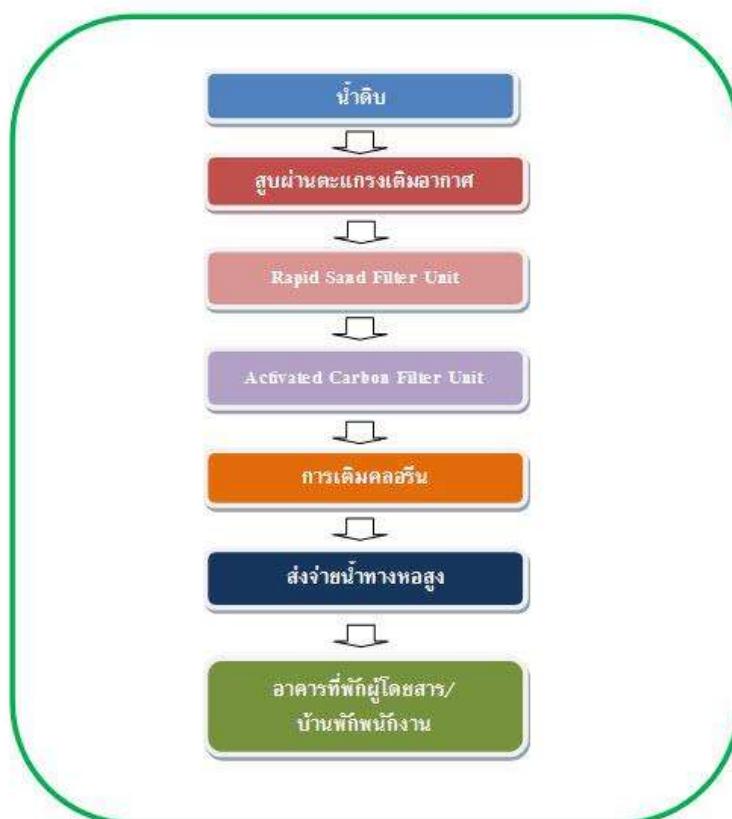 น้ำดิบ
สูบผ่านตะแกรงเติมอากาศ
Rapid Sand Filter Unit
Activated Carbon Filter Unit
การเติมคลอรีน
ส่งจ่ายน้ำทางหอสูง
อาคารที่พักผู้โดยสาร/
บ้านพักพนักงาน